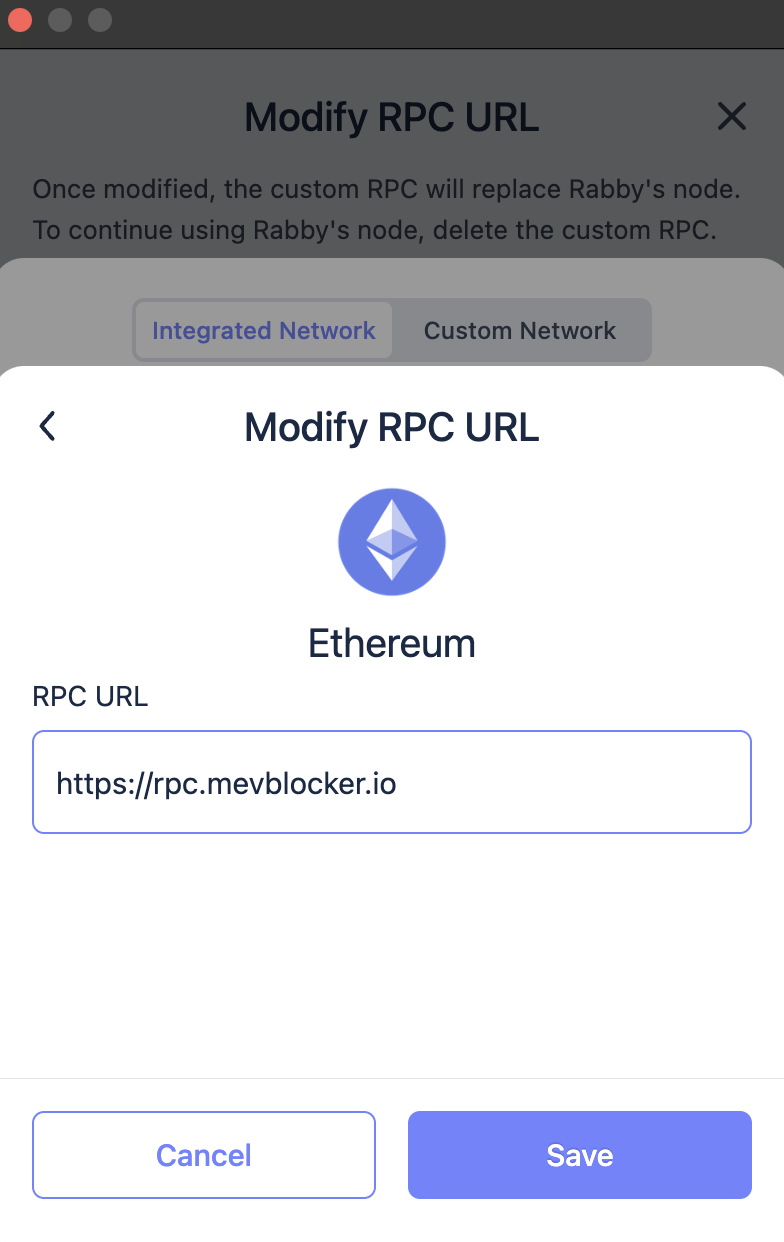 Modify RPC URL
Once modified, the custom RPC will replace Rabby's node.
To continue using Rabby's node, delete the custom RPC.
Integrated Network
Custom Network
Modify RPC URL
Ethereum
RPC URL
https://rpc.mevblocker.io
Cancel
Save